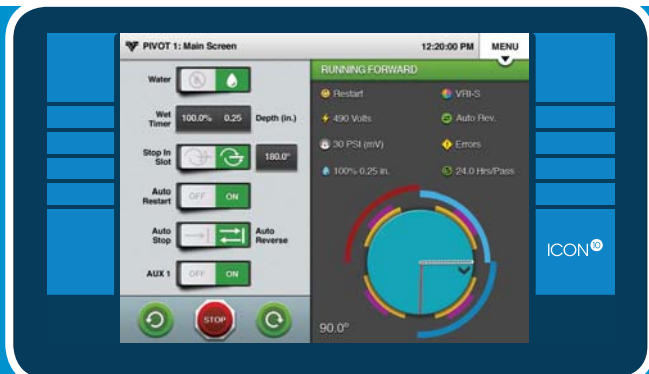 PIVOT 1: Main Screen
12:20:00 PM
MENU
Water
Wet Timer
100.0%
0.25
Depth (in.)
Stop In Slot
180.0°
Auto Restart
OFF
ON
Auto Stop
Auto Reverse
AUX 1
OFF
ON
STOP
RUNNING FORWARD
Restart
VRI-S
490 Volts
Auto Rev.
30 PSI (mV)
Errors
100% 0.25 in.
24.0 Hrs/Pass
90.0°
ICON10